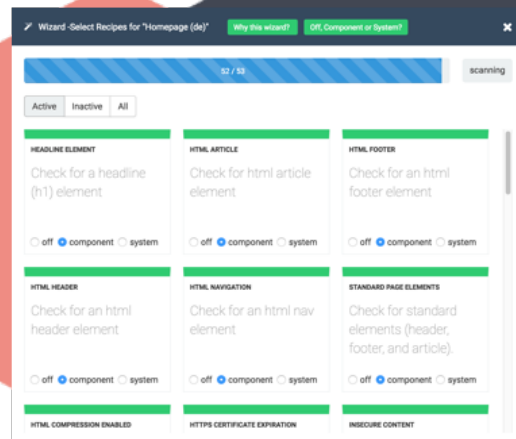 Wizard -Select Recipes for "Homepage (de)" Why this wizard? Off, Component or System?
52 / 53 scanning
Active Inactive All
HEADLINE ELEMENT
Check for a headline
(h1) element
off component system
HTML ARTICLE
Check for html article
element
off component system
HTML FOOTER
Check for an html
footer element
off component system
HTML HEADER
Check for an html
header element
off component system
HTML NAVIGATION
Check for an html nav
element
off component system
STANDARD PAGE ELEMENTS
Check for standard
elements (header,
footer, and article).
off component system
HTML COMPRESSION ENABLED
HTTPS CERTIFICATE EXPIRATION
INSECURE CONTENT